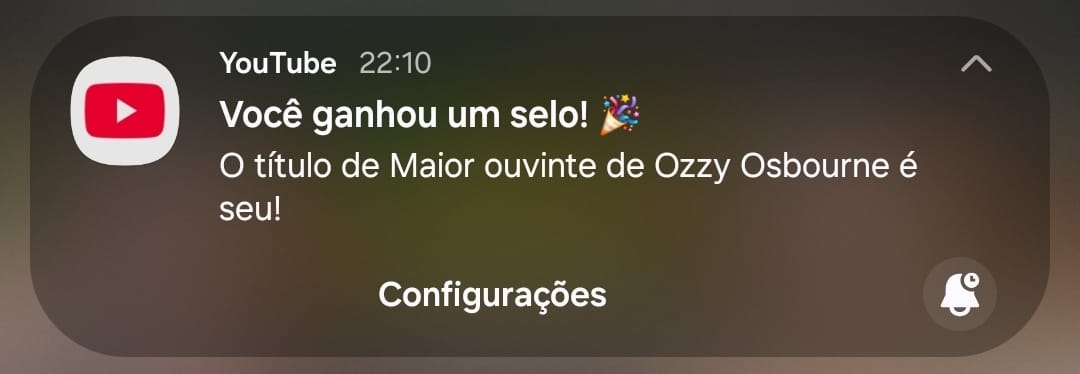 YouTube 22:10
Você ganhou um selo! 🎉
O título de Maior ouvinte de Ozzy Osbourne é
seu!
Configurações